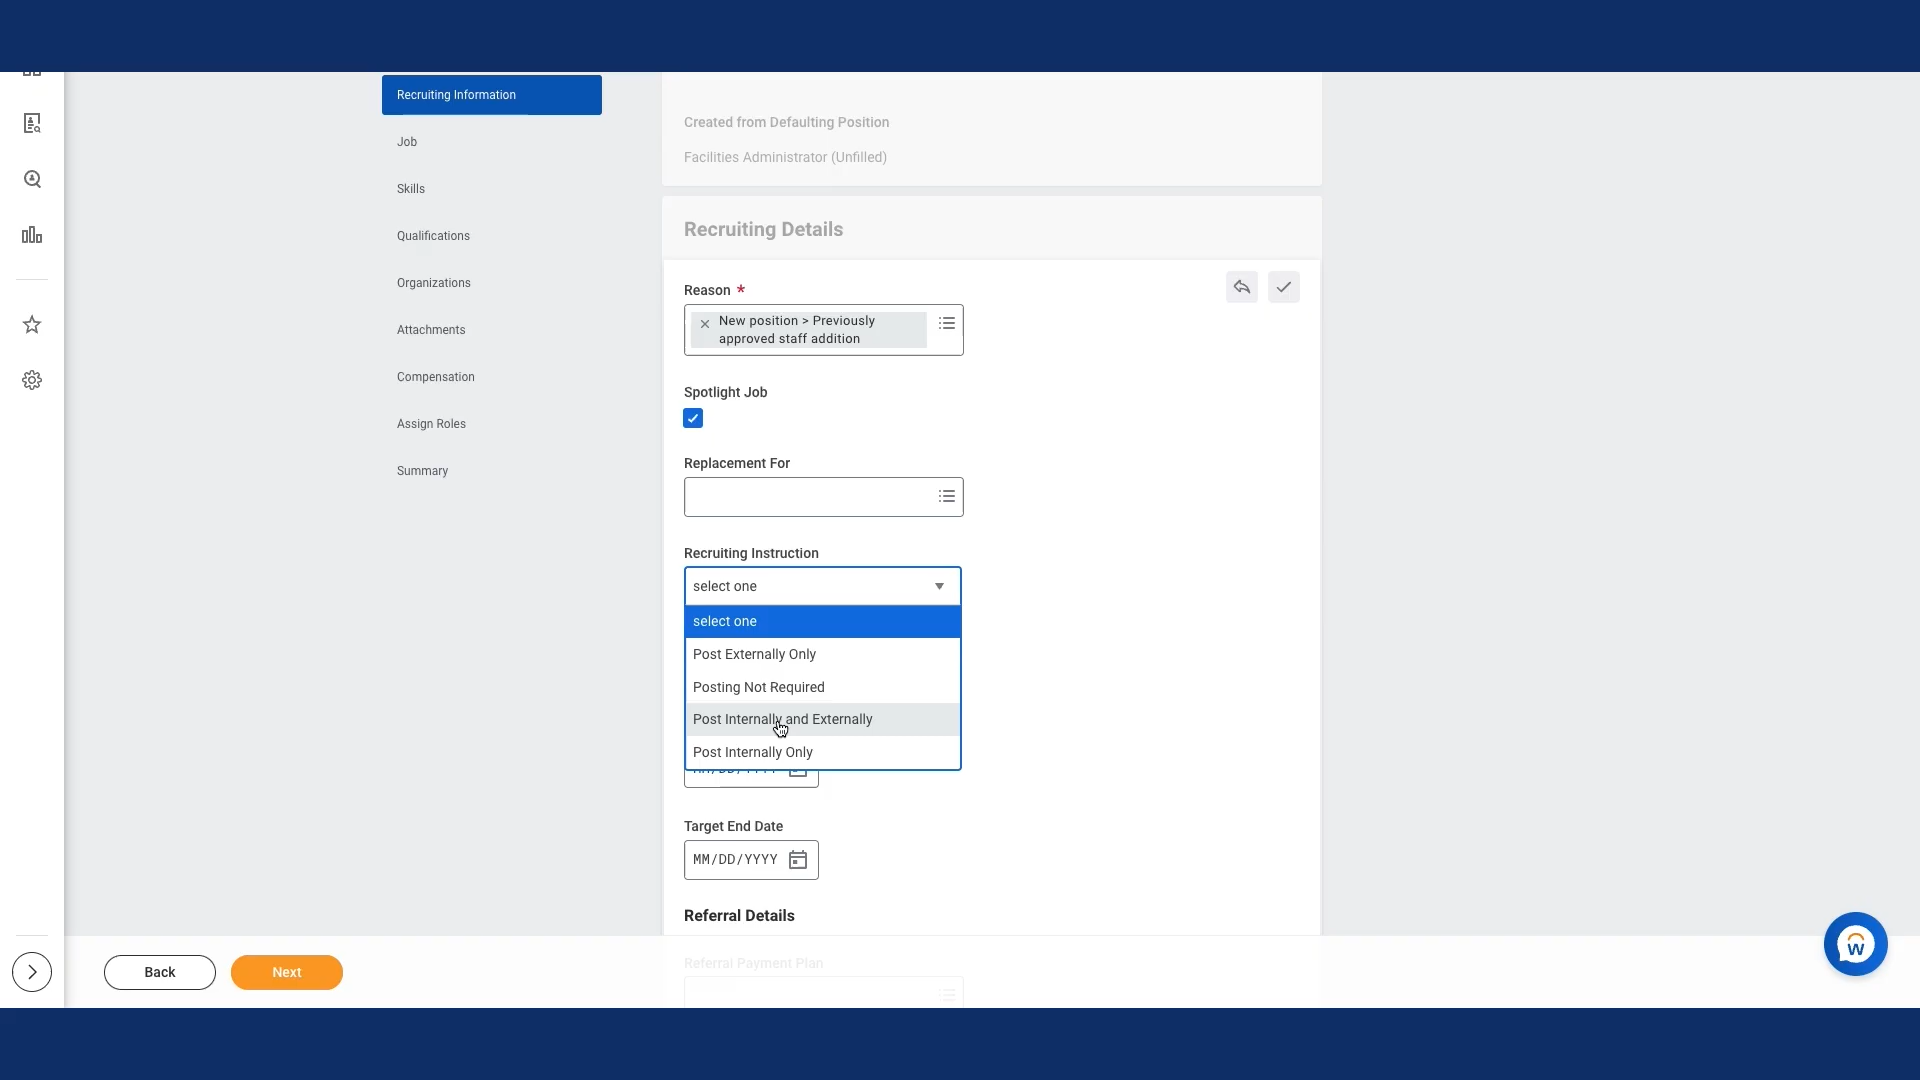 Recruiting Information
Job
Skills
Qualifications
Organizations
Attachments
Compensation
Assign Roles
Summary
Created from Defaulting Position
Facilities Administrator (Unfilled)
Recruiting Details
Reason *
New position > Previously
approved staff addition
Spotlight Job
Replacement For
Recruiting Instruction
select one
select one
Post Externally Only
Posting Not Required
Post Internally and Externally
Post Internally Only
MM/DD/YYYY
Target End Date
MM/DD/YYYY
Referral Details
Referral Payment Plan
Back
Next
W